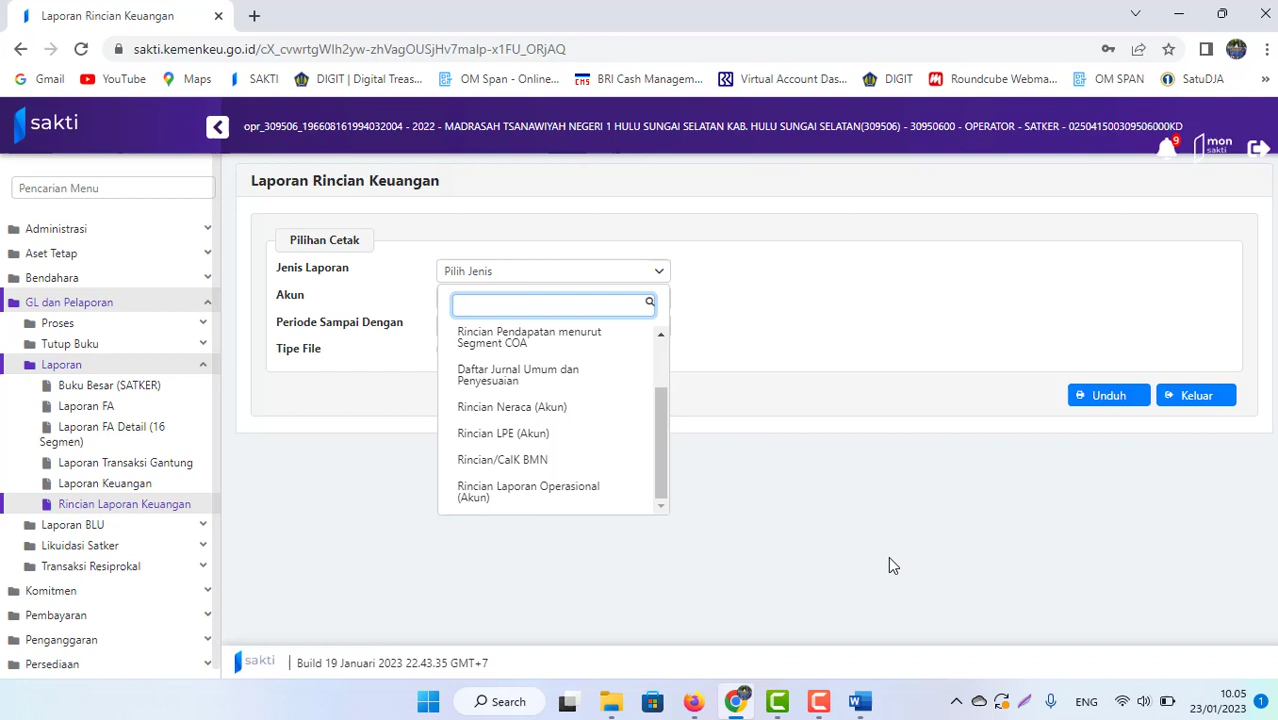 Laporan Rincian Keuangan
sakti.kemenkeu.go.id/cX_cvwrtgWIh2yw-zhVagOUSjHv7malp-x1FU_ORjAQ
Gmail YouTube Maps SAKTI DIGIT | Digital Treas... OM Span - Online... BRI Cash Managem... Virtual Account Das... DIGIT Roundcube Webma... OM SPAN SatuDJA »
sakti
opr_309506_196608161994032004 - 2022 - MADRASAH TSANAWIYAH NEGERI 1 HULU SUNGAI SELATAN KAB. HULU SUNGAI SELATAN(309506) - 30950600 - OPERATOR - SATKER - 025041500309506000KD
9
mon
sakti
Pencarian Menu
Administrasi
Aset Tetap
Bendahara
GL dan Pelaporan
Proses
Tutup Buku
Laporan
Buku Besar (SATKER)
Laporan FA
Laporan FA Detail (16
Segmen)
Laporan Transaksi Gantung
Laporan Keuangan
Rincian Laporan Keuangan
Laporan BLU
Likuidasi Satker
Transaksi Resiprokal
Komitmen
Pembayaran
Penganggaran
Persediaan
Laporan Rincian Keuangan
Pilihan Cetak
Jenis Laporan
Pilih Jenis
Akun
Periode Sampai Dengan
Tipe File
Rincian Pendapatan menurut
Segment COA
Daftar Jurnal Umum dan
Penyesuaian
Rincian Neraca (Akun)
Rincian LPE (Akun)
Rincian/CalK BMN
Rincian Laporan Operasional
(Akun)
Unduh
Keluar
sakti | Build 19 Januari 2023 22.43.35 GMT+7
Search
ENG
10.05
23/01/2023
1